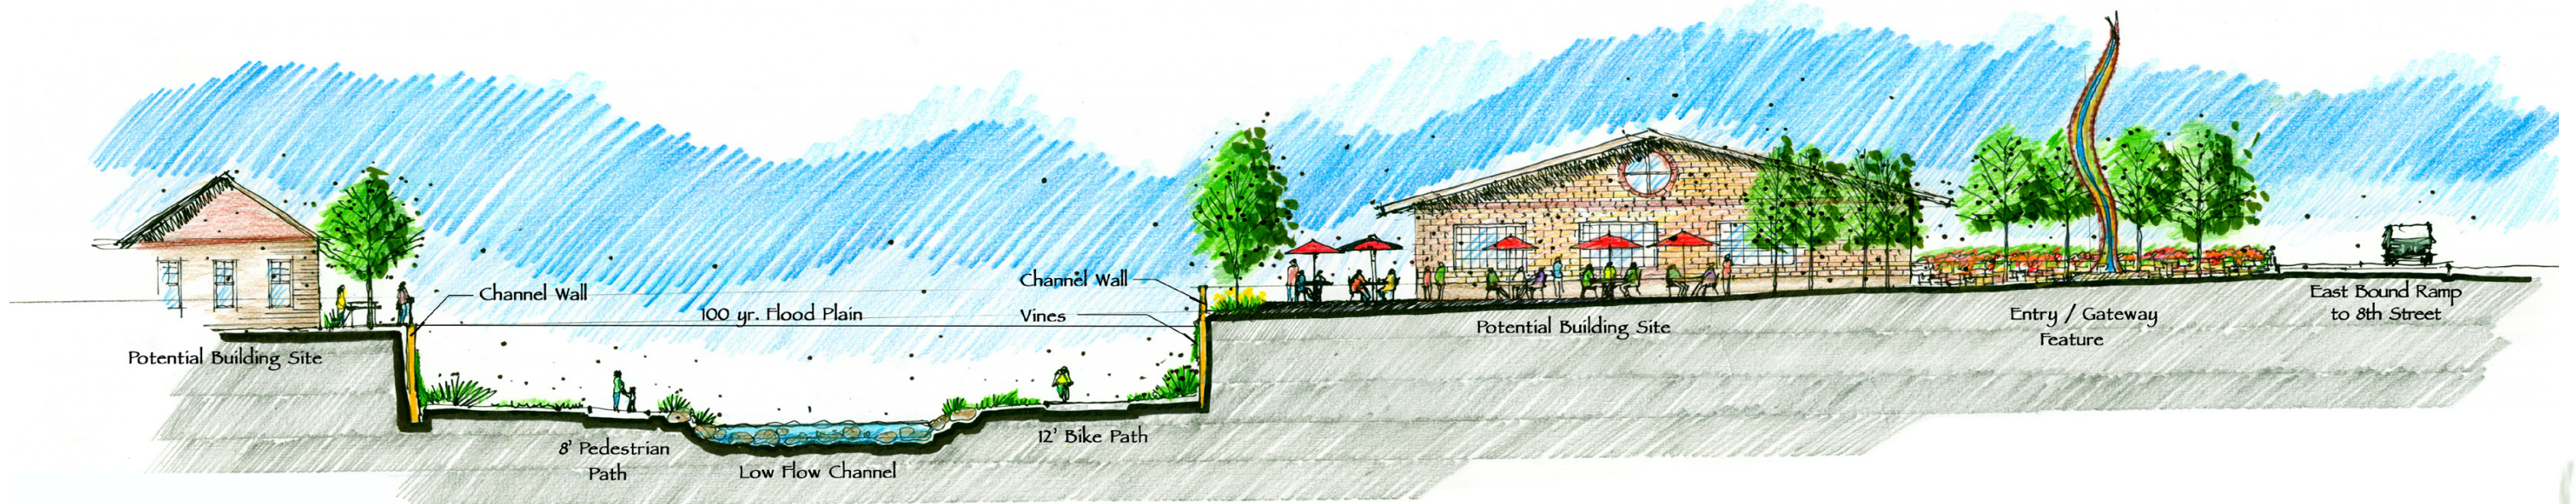 Potential Building Site
Channel Wall
8' Pedestrian
Path
100 yr. Flood Plain
Low Flow Channel
Channel Wall
Vines
12' Bike Path
Potential Building Site
Entry / Gateway
Feature
East Bound Ramp
to 8th Street